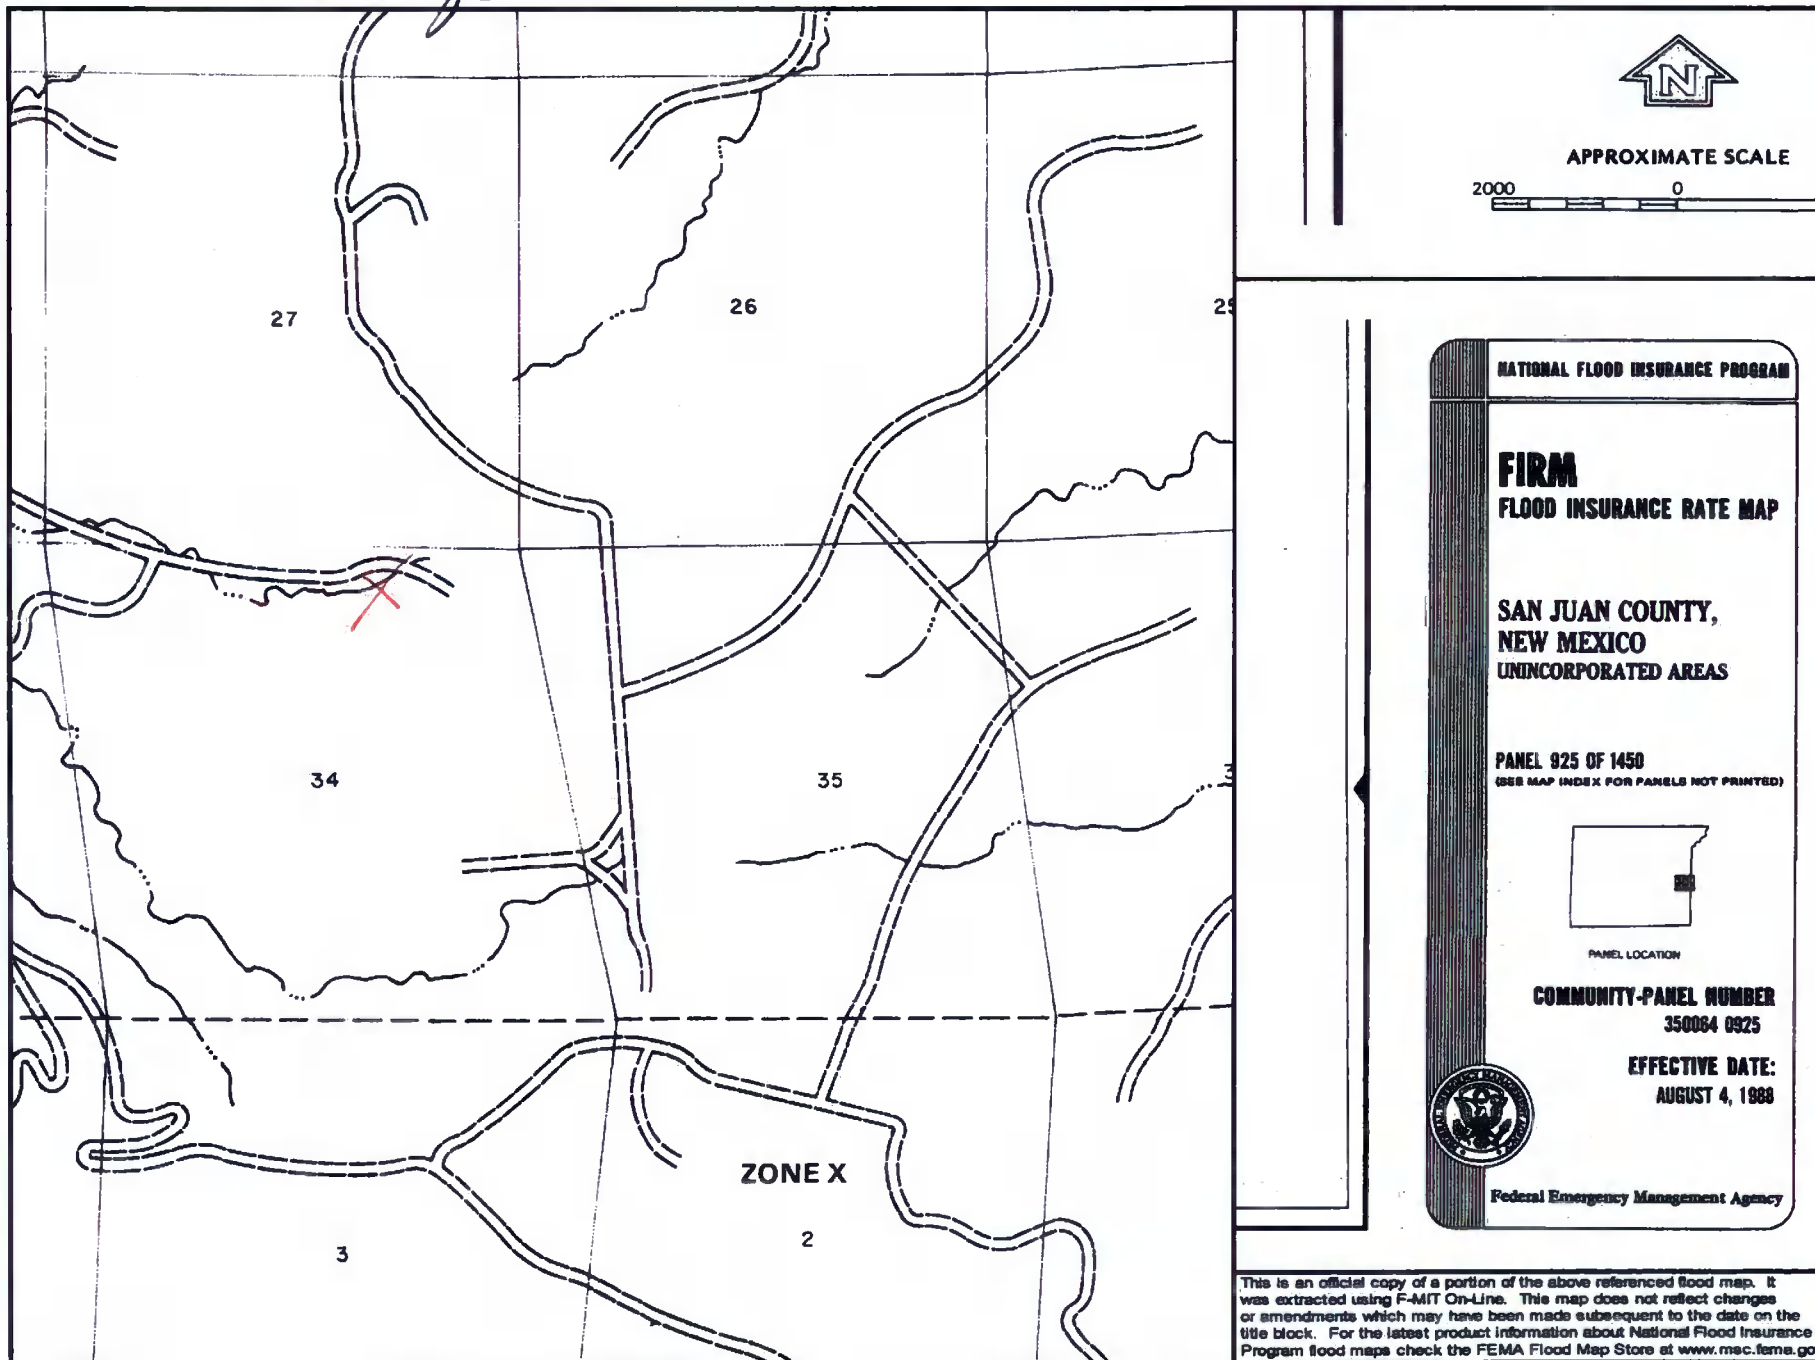 27
26
34
35
ZONE X
3
2
N
APPROXIMATE SCALE
2000 0
NATIONAL FLOOD INSURANCE PROGRAM
FIRM
FLOOD INSURANCE RATE MAP
SAN JUAN COUNTY,
NEW MEXICO
UNINCORPORATED AREAS
PANEL 925 OF 1450
(SEE MAP INDEX FOR PANELS NOT PRINTED)
PANEL LOCATION
COMMUNITY-PANEL NUMBER
350064 0925
EFFECTIVE DATE:
AUGUST 4, 1988
Federal Emergency Management Agency
This is an official copy of a portion of the above referenced flood map. It
was extracted using F-MIT On-Line. This map does not reflect changes
or amendments which may have been made subsequent to the date on the
title block. For the latest product information about National Flood Insurance
Program flood maps check the FEMA Flood Map Store at www.msc.fema.go